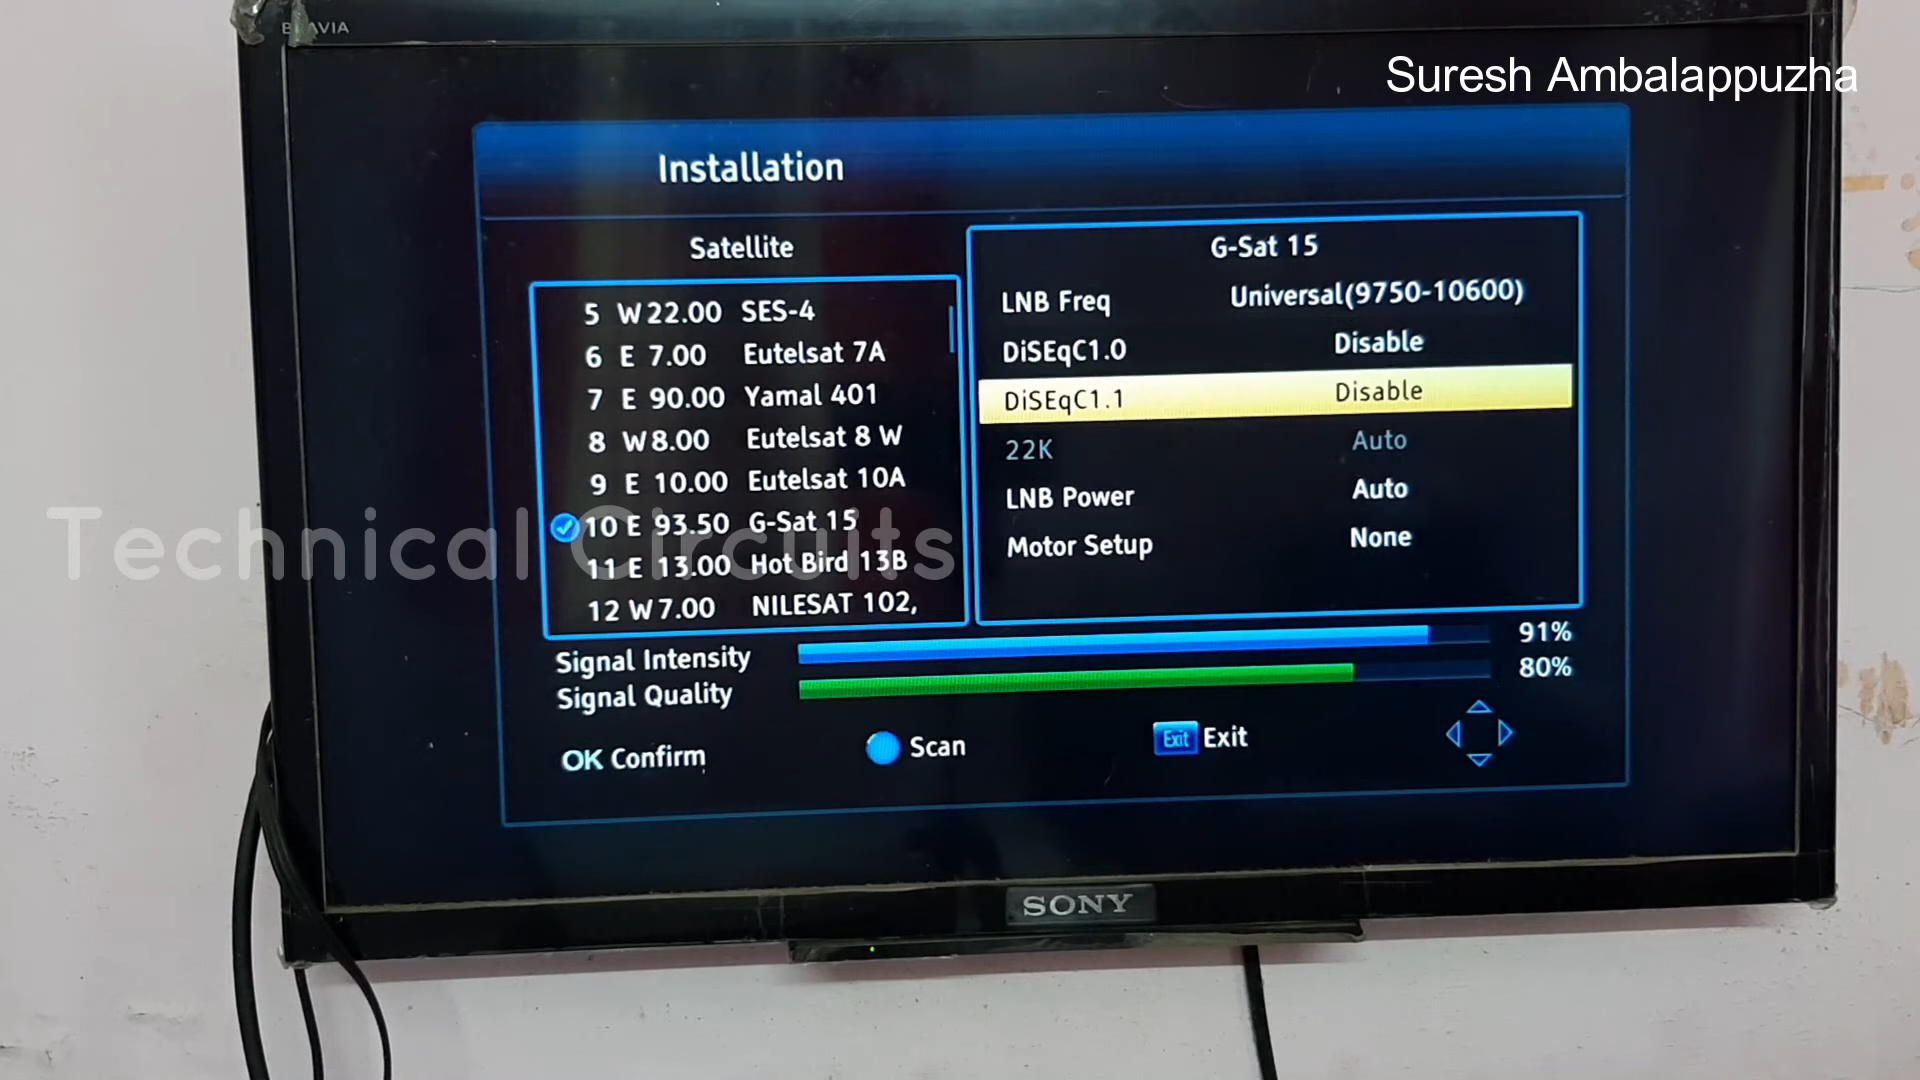 BRAVIA
Suresh Ambalappuzha
Installation
Satellite
5 W 22.00 SES-4
6 E 7.00 Eutelsat 7A
7 E 90.00 Yamal 401
8 W 8.00 Eutelsat 8 W
9 E 10.00 Eutelsat 10A
10 E 93.50 G-Sat 15
11 E 13.00 Hot Bird 13B
12 W 7.00 NILESAT 102,
G-Sat 15
LNB Freq Universal(9750-10600)
DiSEqC1.0 Disable
DiSEqC1.1 Disable
22K Auto
LNB Power Auto
Motor Setup None
Technical Circuits
Signal Intensity 91%
Signal Quality 80%
OK Confirm Scan Exit Exit
SONY